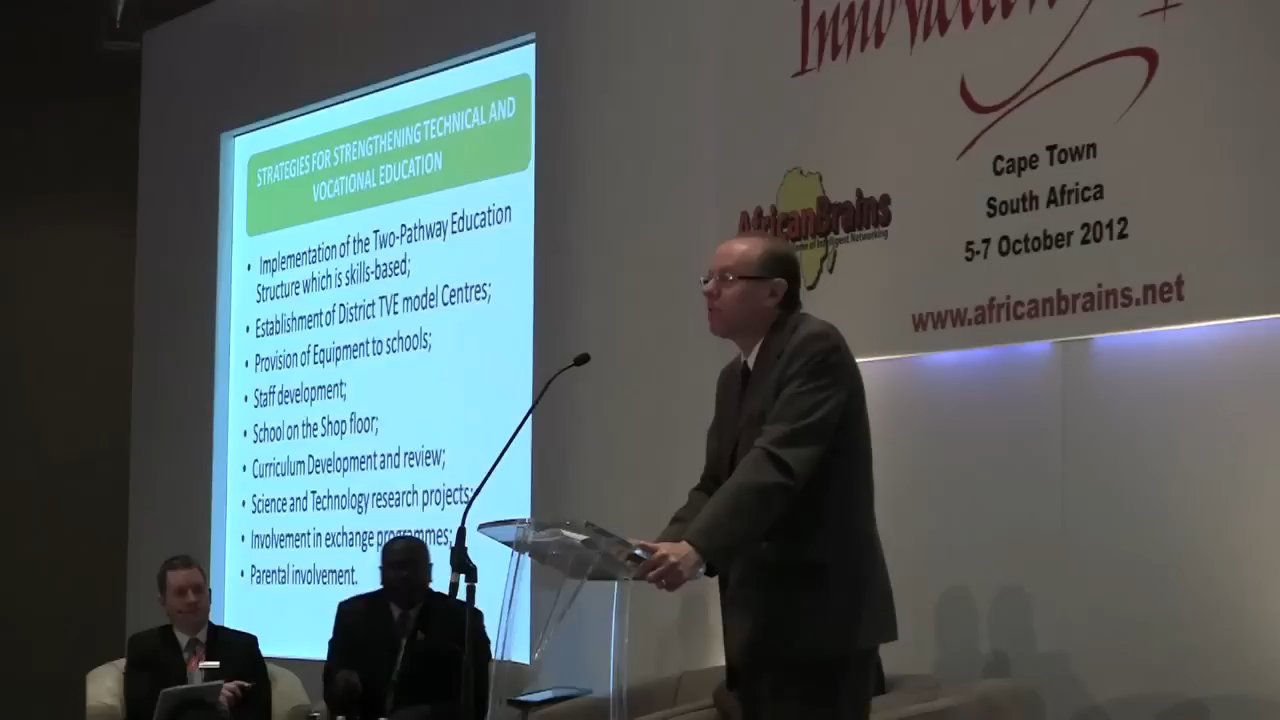 STRATEGIES FOR STRENGTHENING TECHNICAL AND
VOCATIONAL EDUCATION
• Implementation of the Two-Pathway Education
Structure which is skills-based;
• Establishment of District TVE model Centres;
• Provision of Equipment to schools;
• Staff development;
• School on the Shop floor;
• Curriculum Development and review;
• Science and Technology research projects;
• Involvement in exchange programmes;
• Parental involvement.
AfricanBrains
of Intelligent Networking
Cape Town
South Africa
5-7 October 2012
www.africanbrains.net